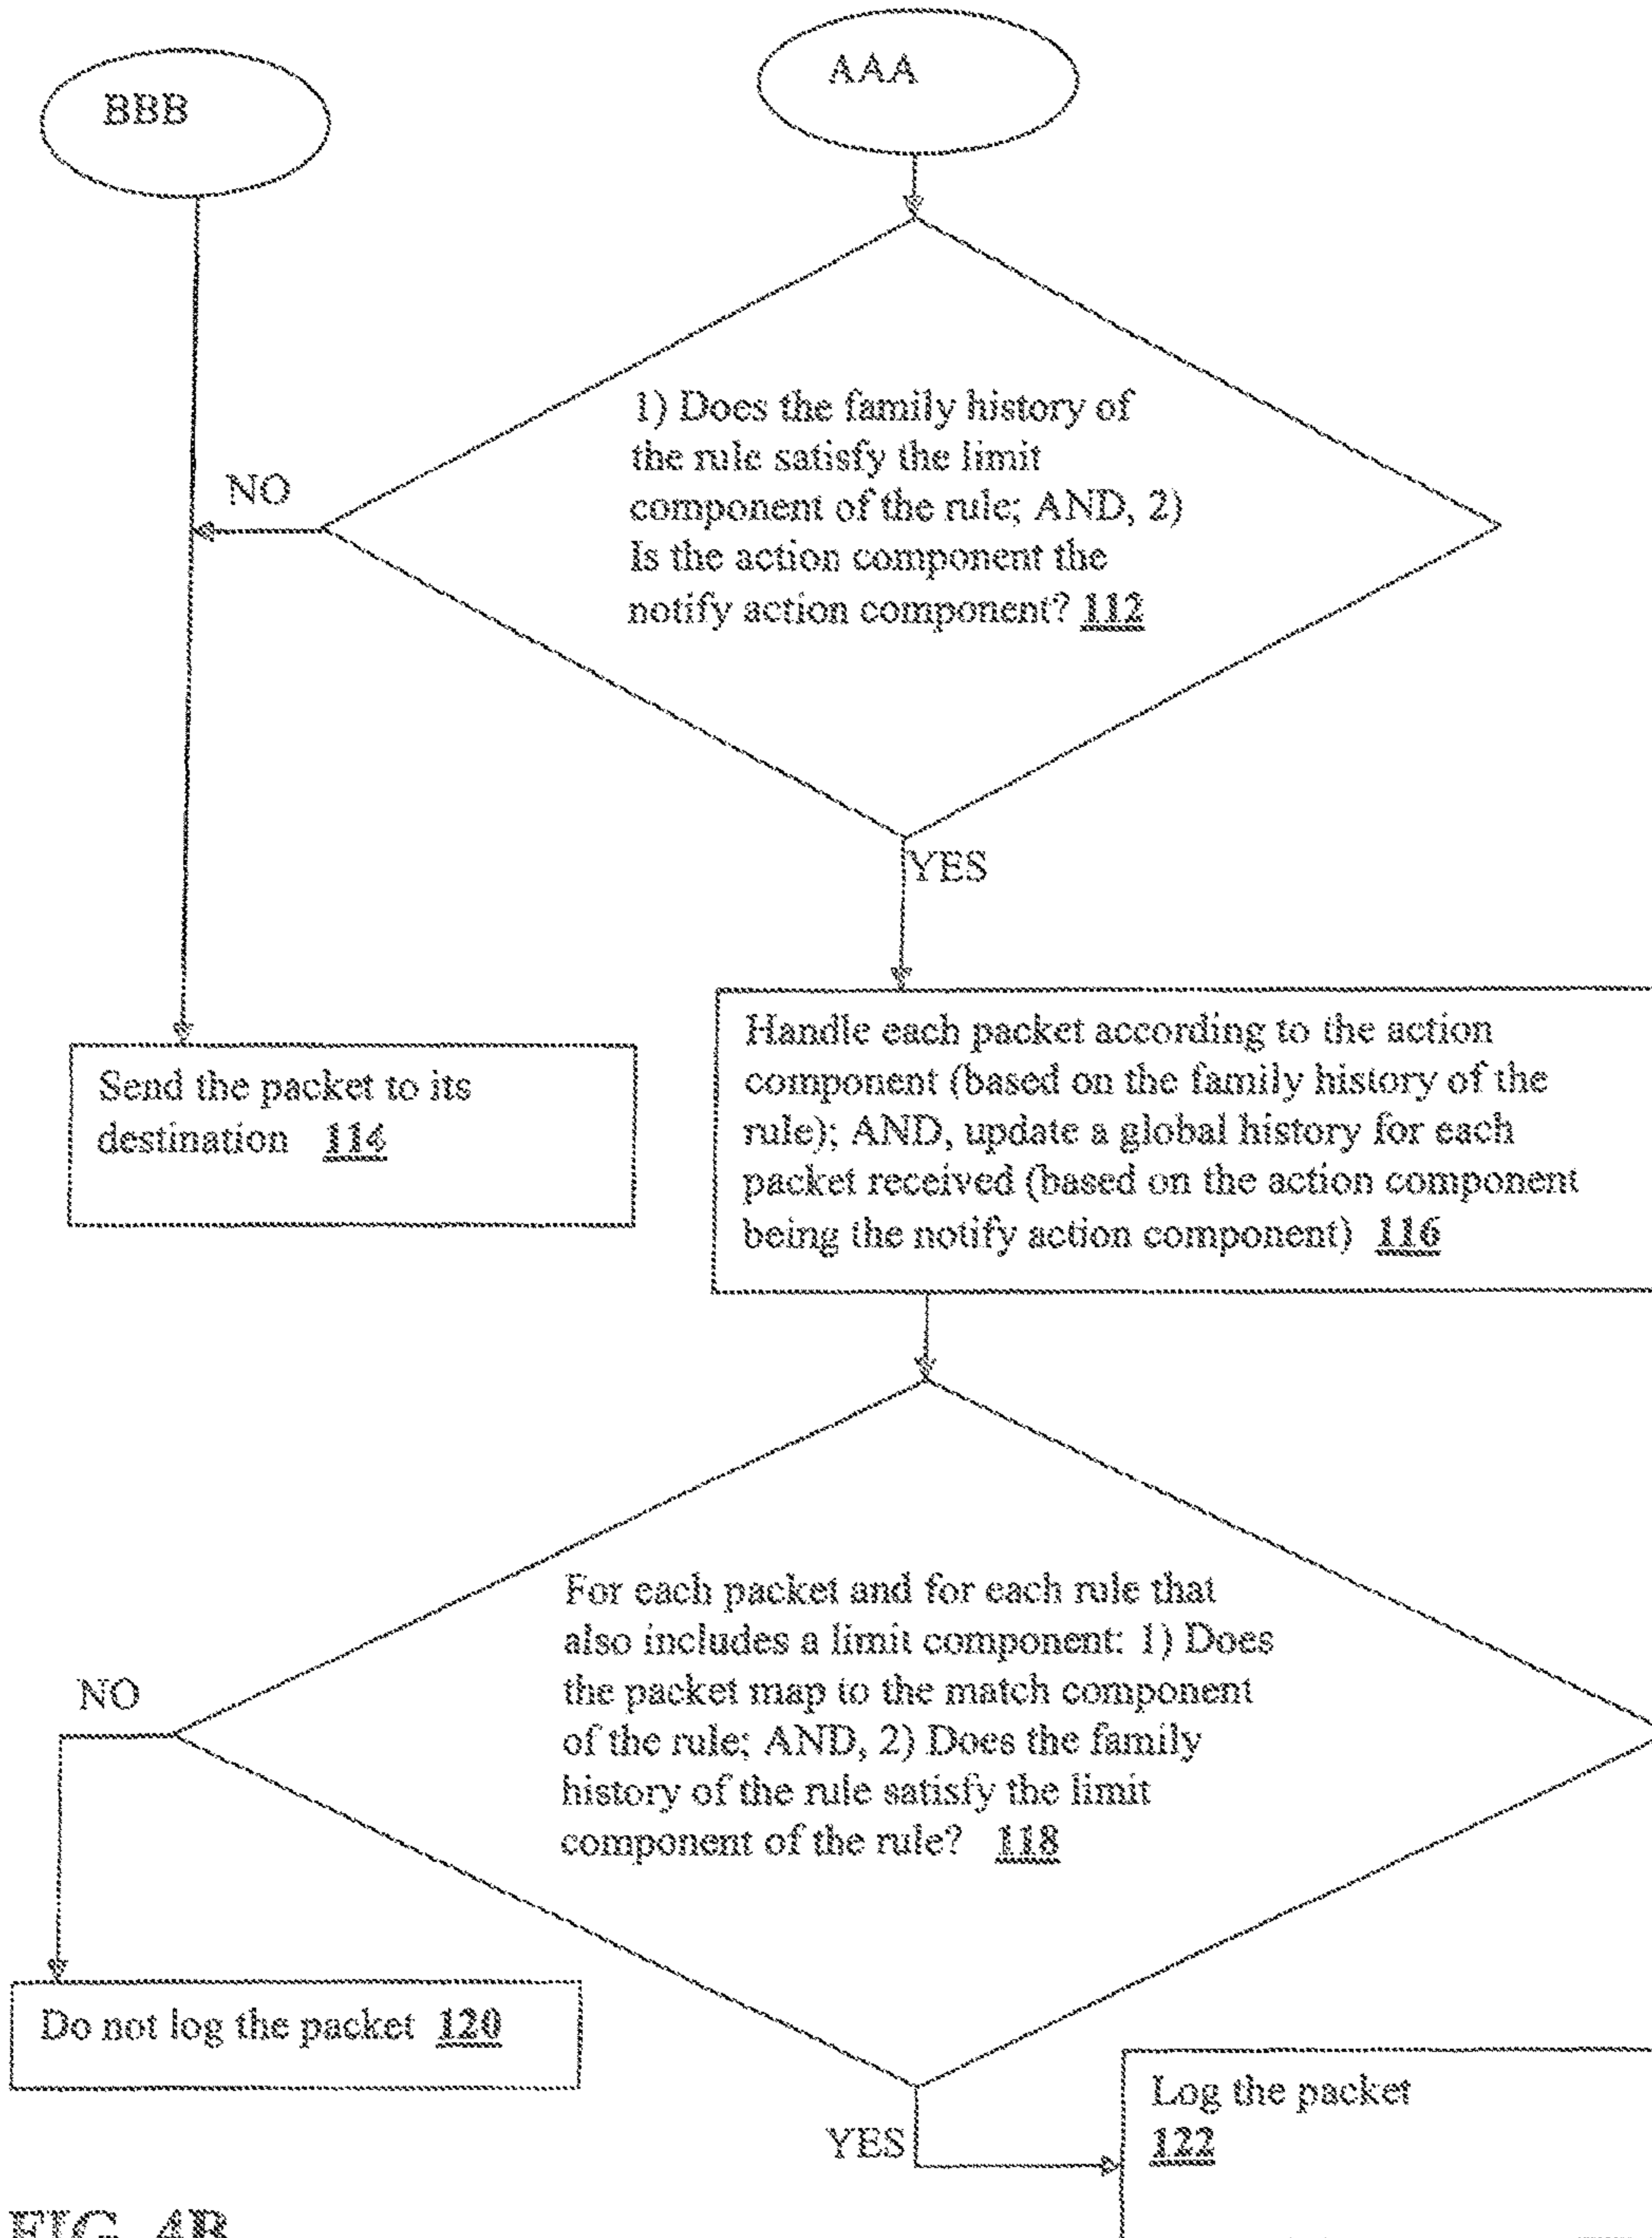 BBB
AAA
1) Does the family history of
the rule satisfy the limit
component of the rule; AND, 2)
Is the action component the
notify action component? 112
NO
YES
Send the packet to its
destination 114
Handle each packet according to the action
component (based on the family history of the
rule); AND, update a global history for each
packet received (based on the action component
being the notify action component) 116
For each packet and for each rule that
also includes a limit component: 1) Does
the packet map to the match component
of the rule; AND, 2) Does the family
history of the rule satisfy the limit
component of the rule? 118
NO
Do not log the packet 120
YES
Log the packet
122
FIG. 4B